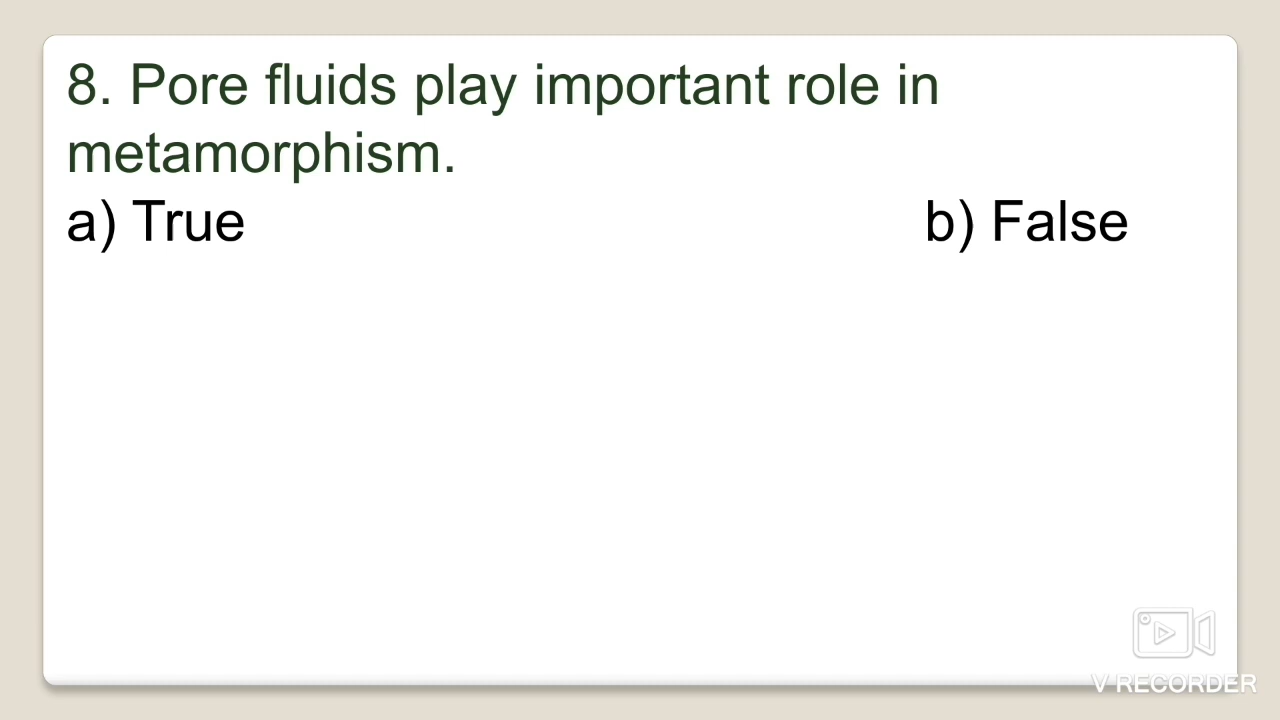 8. Pore fluids play important role in
metamorphism.
a) True b) False
V RECORDER